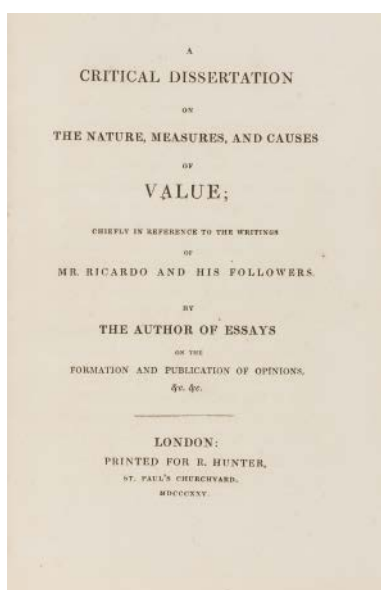 A
CRITICAL DISSERTATION
ON
THE NATURE, MEASURES, AND CAUSES
OF
VALUE;
CHIEFLY IN REFERENCE TO THE WRITINGS
OF
MR. RICARDO AND HIS FOLLOWERS.
BY
THE AUTHOR OF ESSAYS
ON THE
FORMATION AND PUBLICATION OF OPINIONS,
&c. &c.
LONDON:
PRINTED FOR R. HUNTER,
ST. PAUL'S CHURCHYARD.
MDCCCXXV.